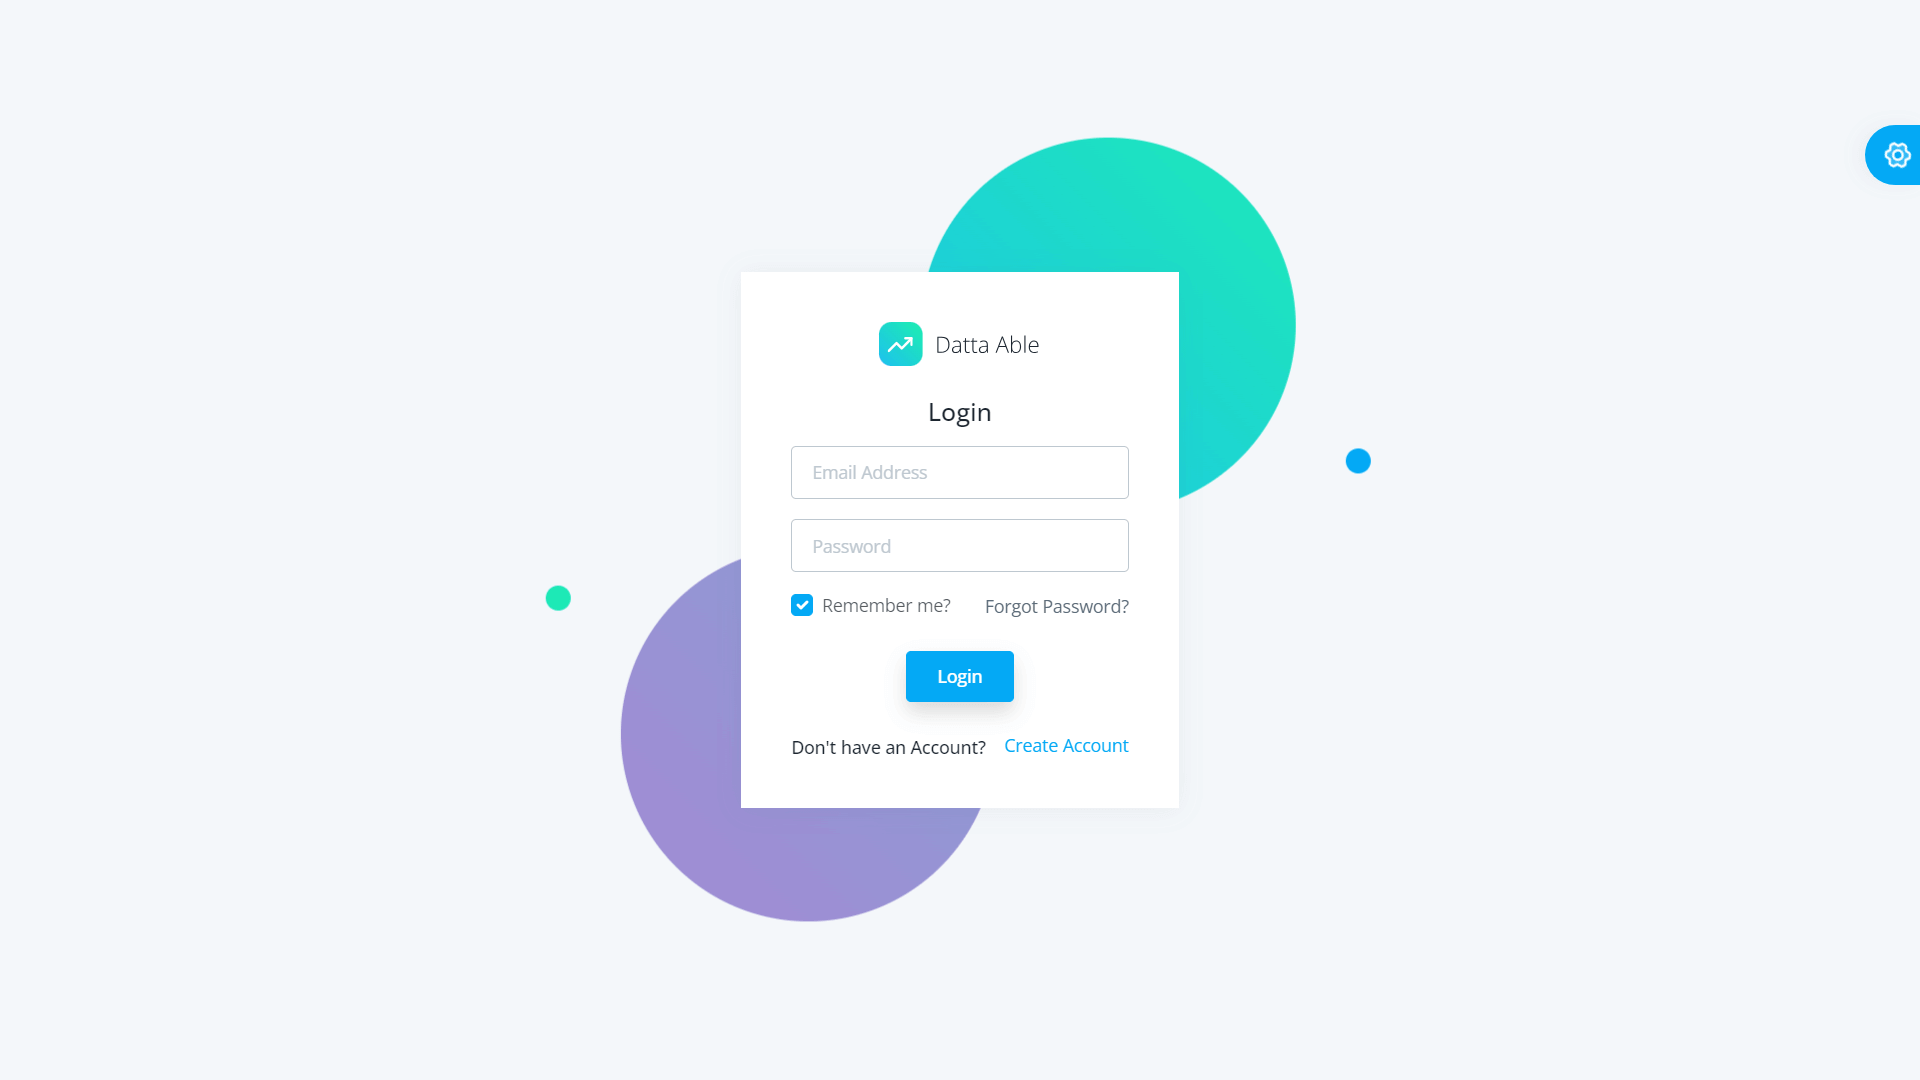 Datta Able
Login
Email Address
Password
Remember me? Forgot Password?
Login
Don't have an Account? Create Account